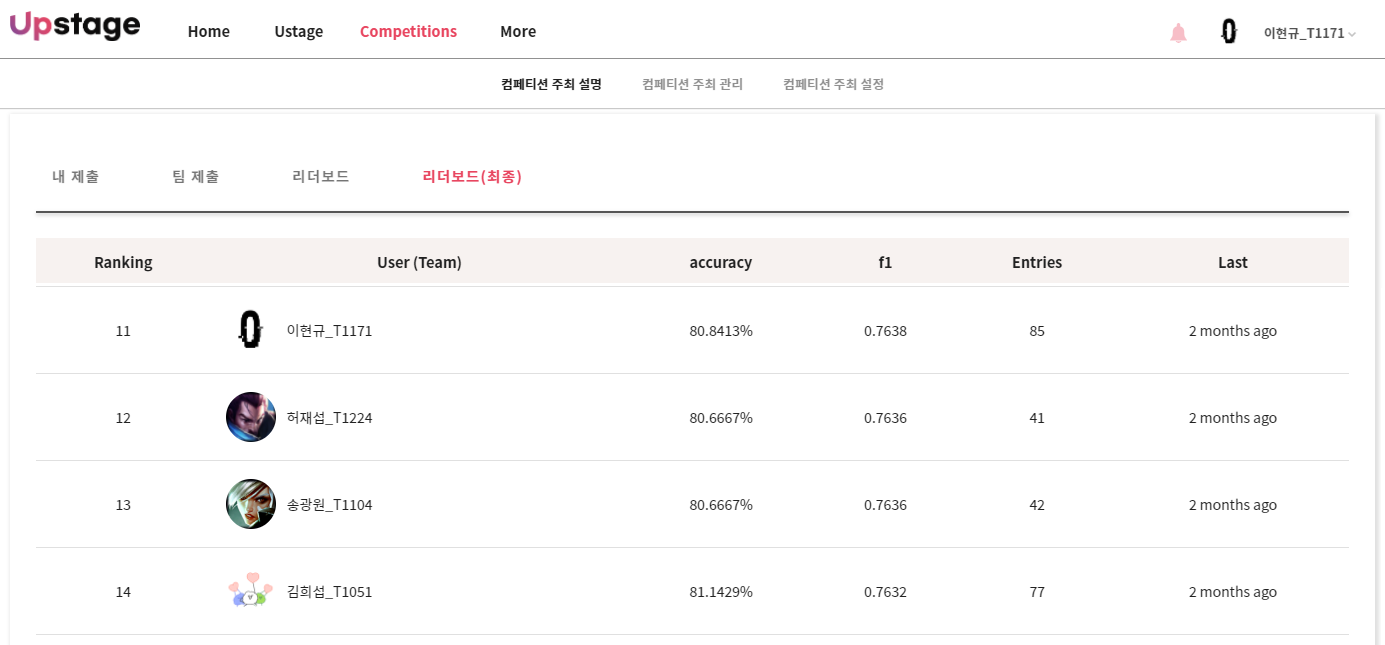 Upstage Home Ustage Competitions More 이현규_T1171
컴페티션 주최 설명 컴페티션 주최 관리 컴페티션 주최 설정
내 제출 팀 제출 리더보드 리더보드(최종)
Ranking User (Team) accuracy f1 Entries Last
11 이현규_T1171 80.8413% 0.7638 85 2 months ago
12 허재섭_T1224 80.6667% 0.7636 41 2 months ago
13 송광원_T1104 80.6667% 0.7636 42 2 months ago
14 김희섭_T1051 81.1429% 0.7632 77 2 months ago